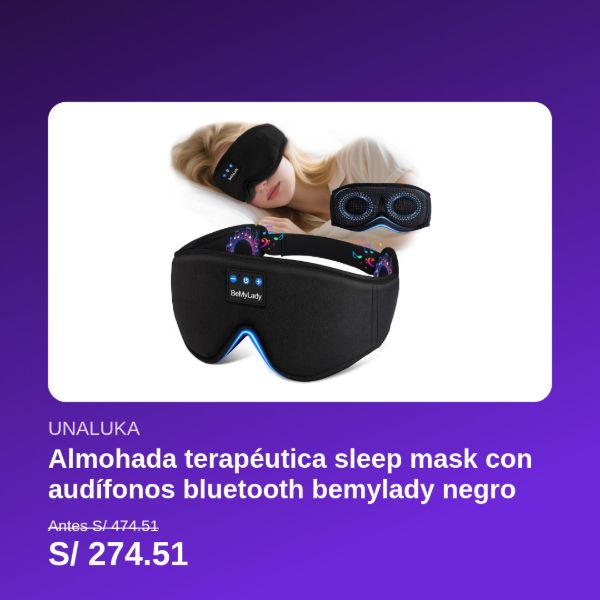 BeMyLady
UNALUKA
Almohada terapéutica sleep mask con
audífonos bluetooth bemylady negro
Antes S/ 474.51
S/ 274.51